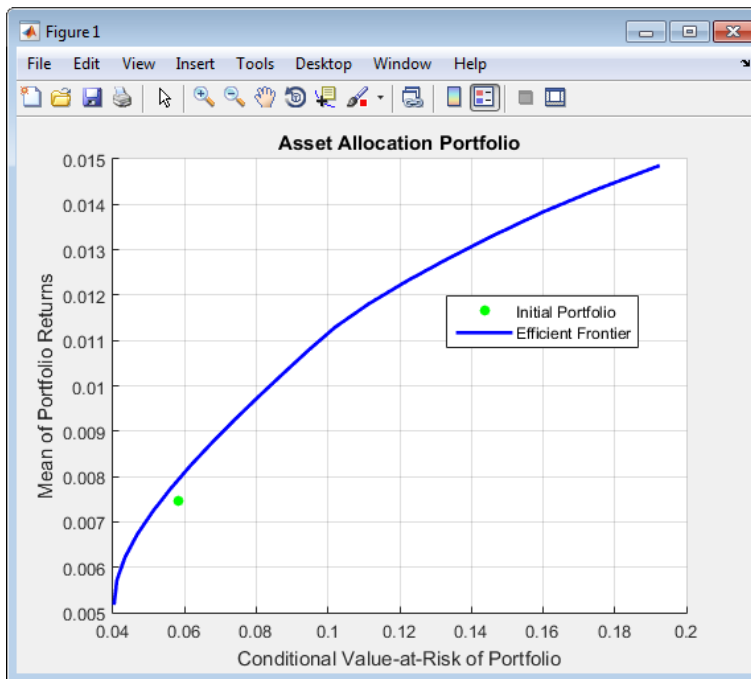 Figure 1
File Edit View Insert Tools Desktop Window Help
Asset Allocation Portfolio
0.015
0.014
0.013
0.012
0.011
0.01
0.009
0.008
0.007
0.006
0.005
Mean of Portfolio Returns
Initial Portfolio
Efficient Frontier
0.04 0.06 0.08 0.1 0.12 0.14 0.16 0.18 0.2
Conditional Value-at-Risk of Portfolio